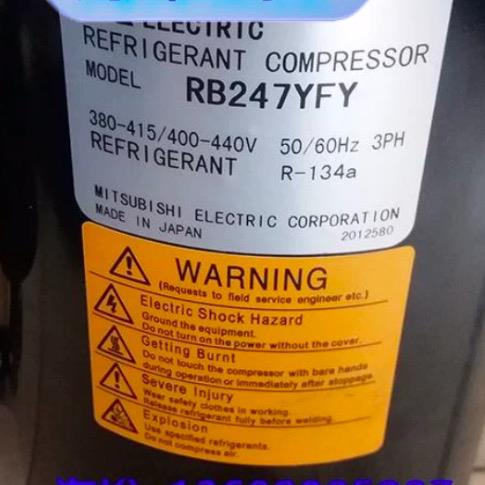 ELECTRIC
REFRIGERANT COMPRESSOR
MODEL RB247YFY
380-415/400-440V 50/60Hz 3PH
REFRIGERANT R-134a
MITSUBISHI ELECTRIC CORPORATION
MADE IN JAPAN 2012580
WARNING
(Requests to field service engineer etc.)
Electric Shock Hazard
Ground the equipment.
Do not turn on the power without the cover.
Getting Burnt
Do not touch the compressor with bare hands
during operation or immediately after stoppage.
Severe Injury
Wear safety clothes in working.
Release refrigerant fully before welding.
Explosion
Use specified refrigerants.
Do not compress air.